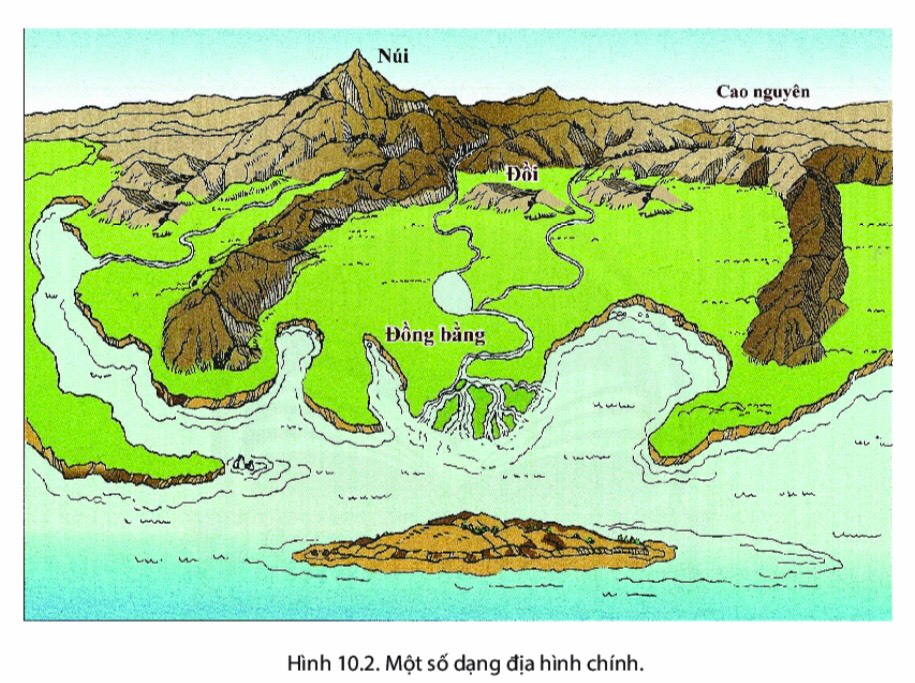 Núi
Cao nguyên
Đồi
Đồng bằng
Hình 10.2. Một số dạng địa hình chính.